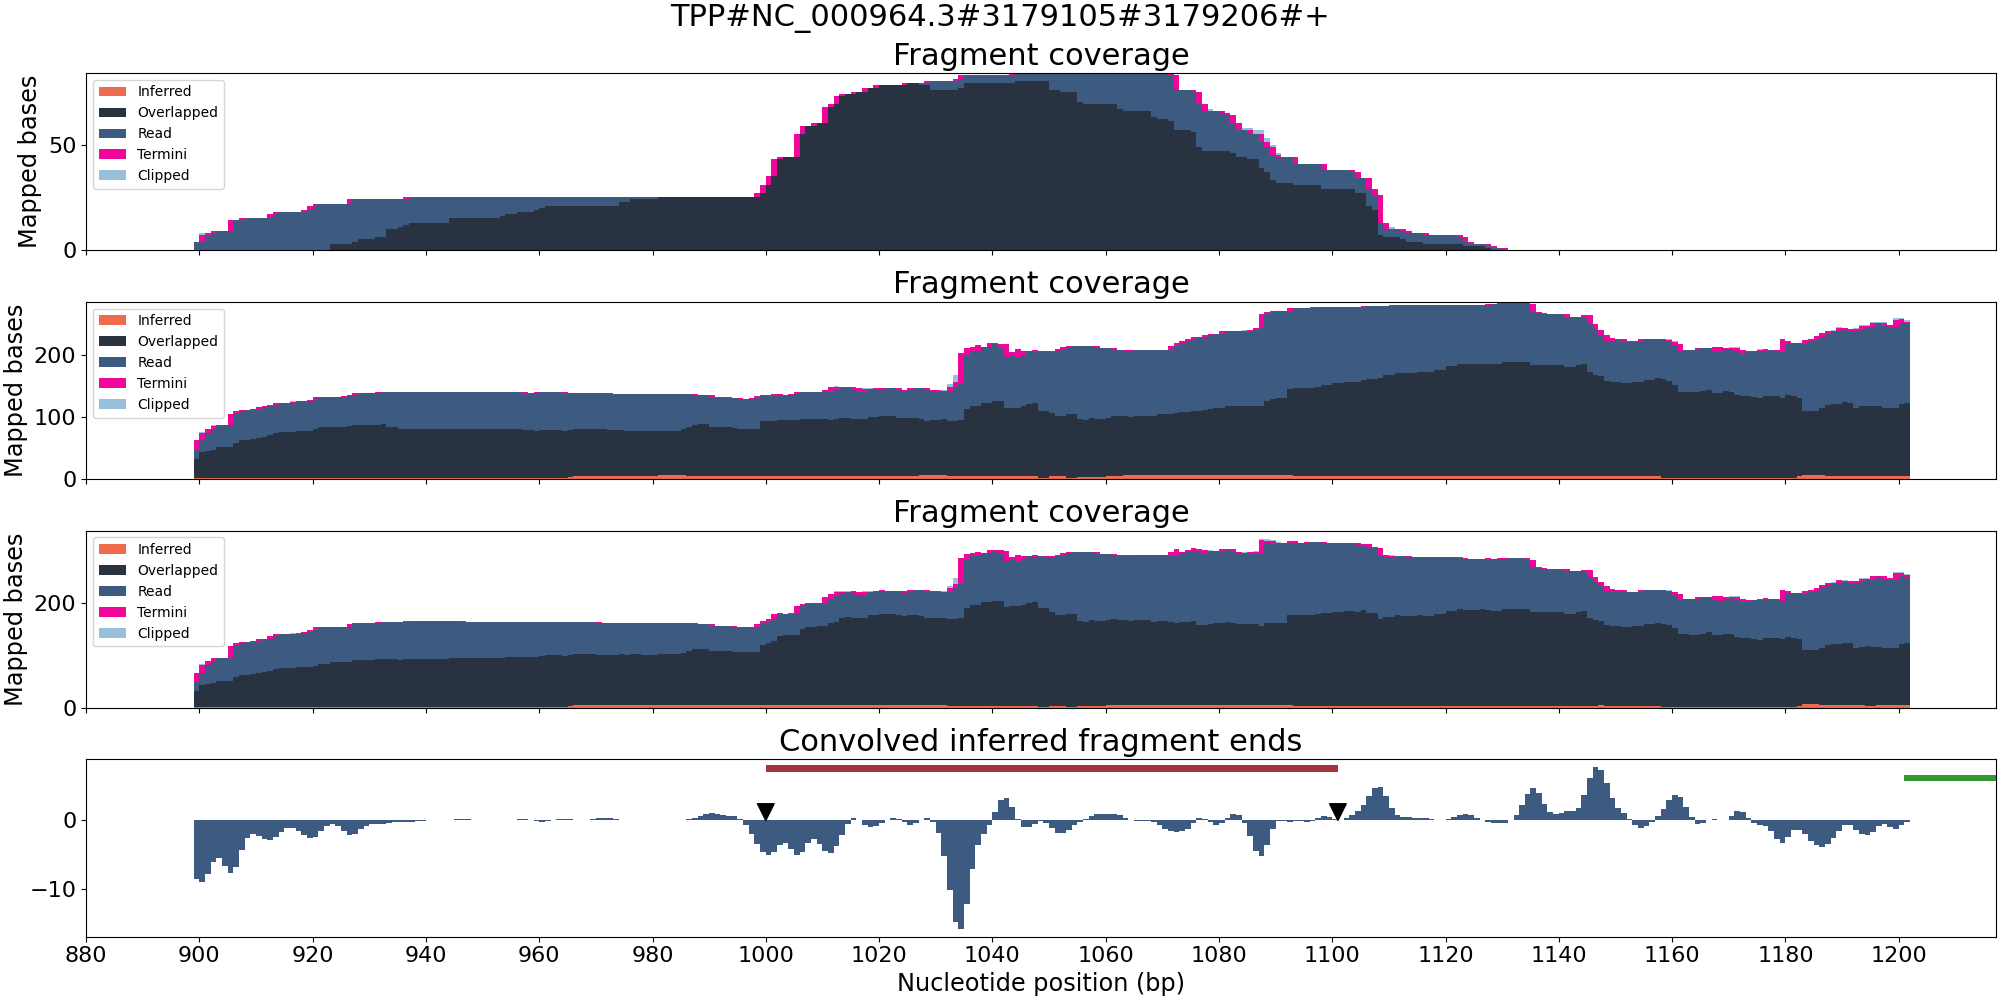 TPP#NC_000964.3#3179105#3179206#+
Fragment coverage
Mapped bases
50
0
Inferred
Overlapped
Read
Termini
Clipped
Fragment coverage
Mapped bases
200
100
0
Inferred
Overlapped
Read
Termini
Clipped
Fragment coverage
Mapped bases
200
0
Inferred
Overlapped
Read
Termini
Clipped
Convolved inferred fragment ends
0
−10
880 900 920 940 960 980 1000 1020 1040 1060 1080 1100 1120 1140 1160 1180 1200
Nucleotide position (bp)